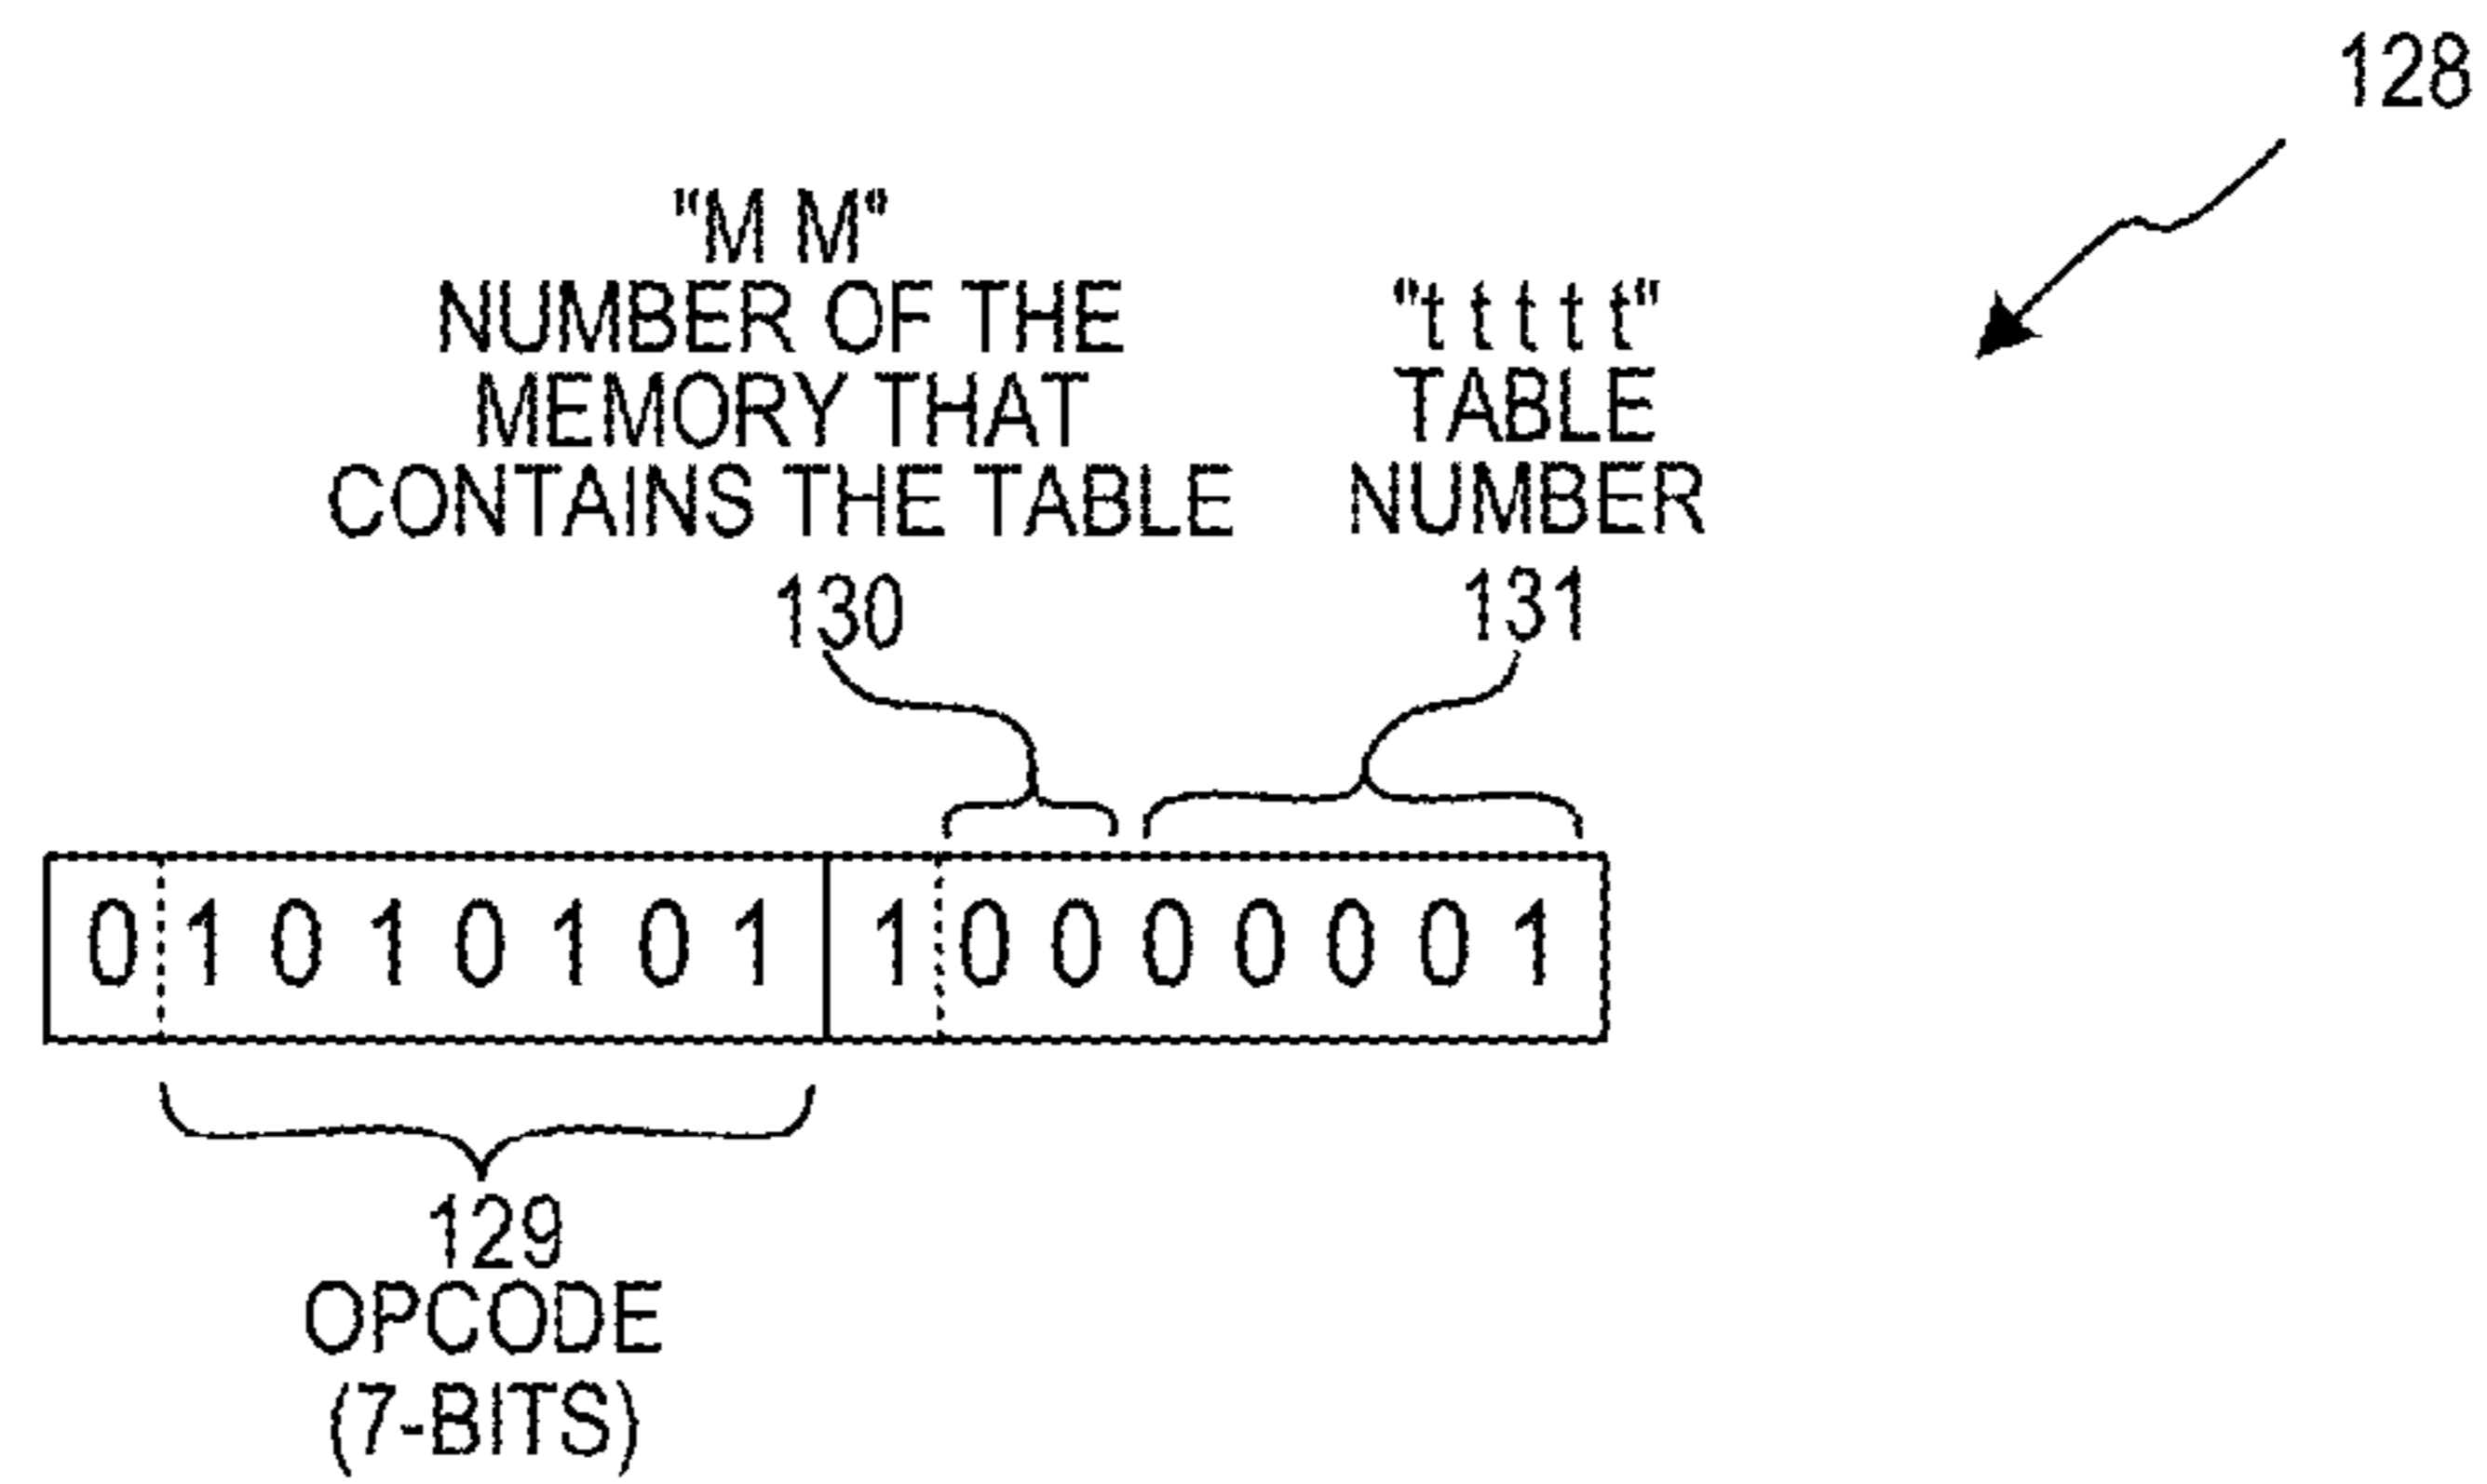 128
"M M"
NUMBER OF THE
MEMORY THAT
CONTAINS THE TABLE
130
"t t t t t"
TABLE
NUMBER
131
0 1 0 1 0 1 0 1 1 0 0 0 0 0 0 1
129
OPCODE
(7-BITS)